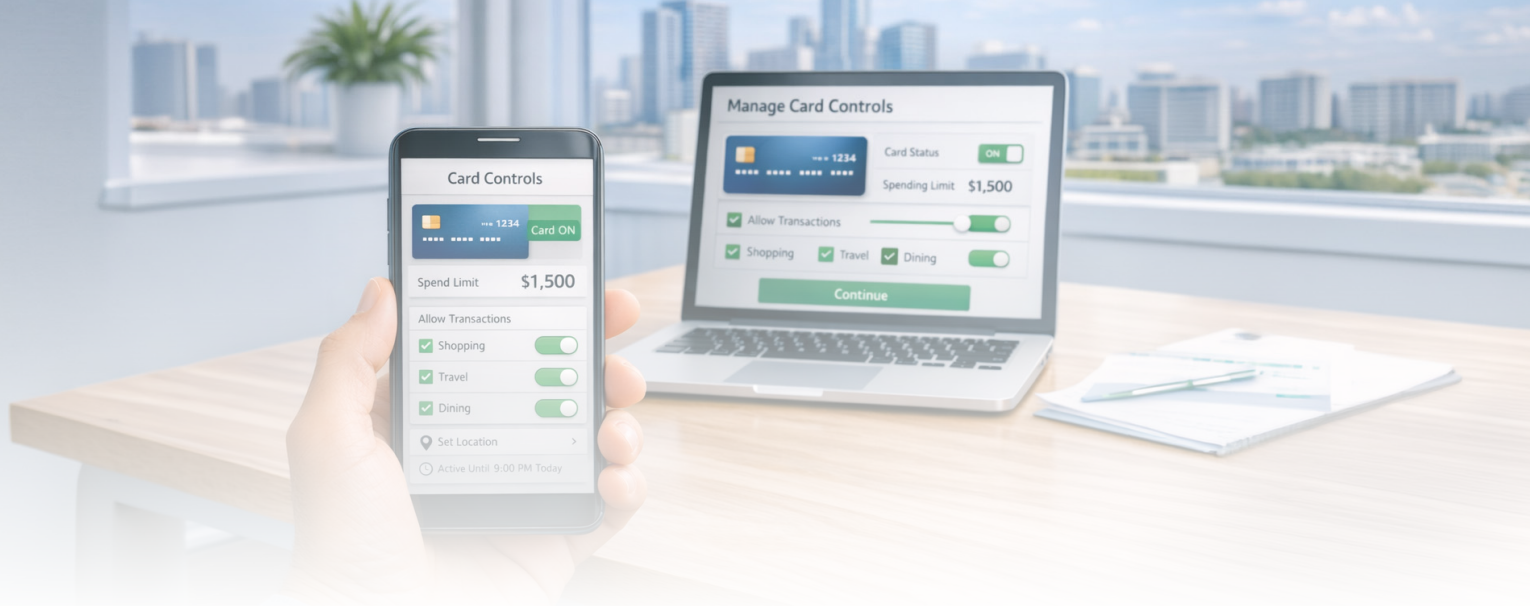 Card Controls
1234
Card ON
Spend Limit $1,500
Allow Transactions
Shopping
Travel
Dining
Set Location
Active Until 9:00 PM Today
Manage Card Controls
1234
Card Status ON
Spending Limit $1,500
Allow Transactions
Shopping Travel Dining
Continue